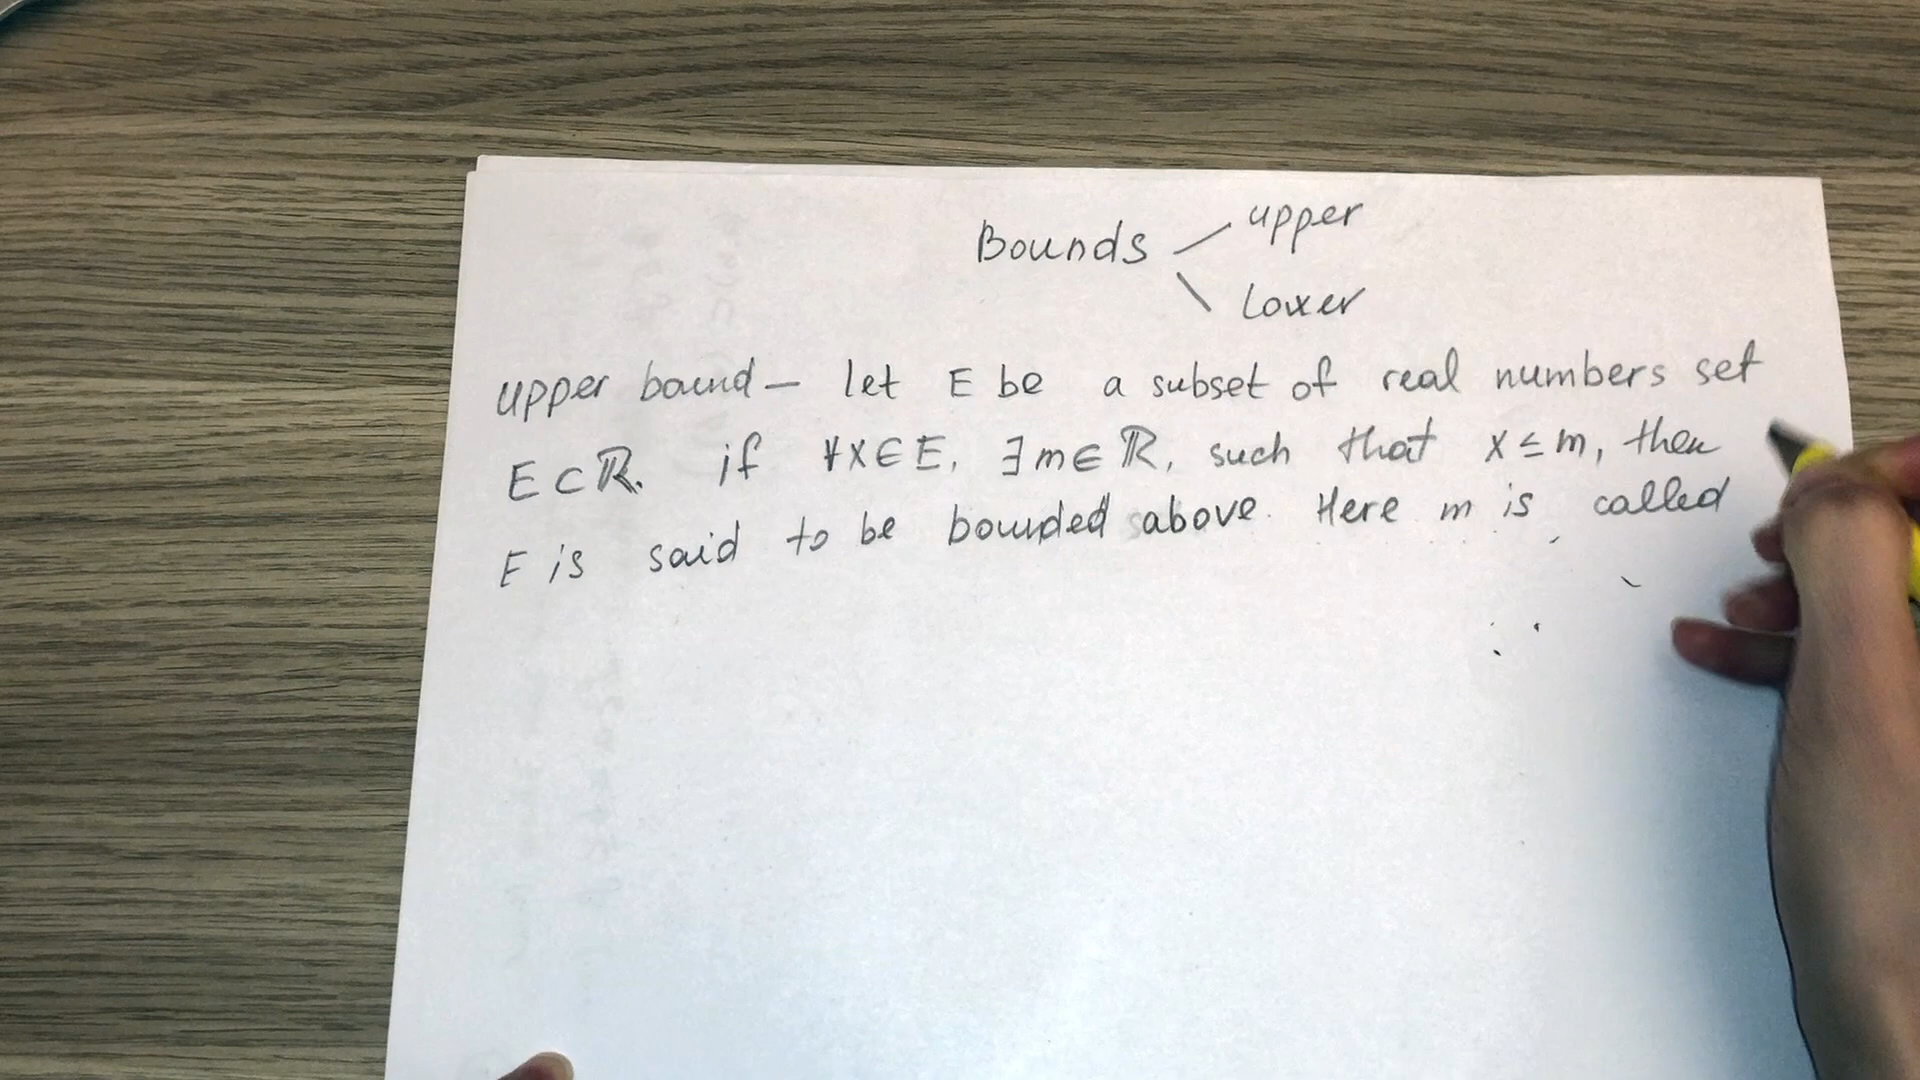 Bounds upper
Lower
upper bound — let E be a subset of real numbers set
E⊂ℝ. if ∀x∈E, ∃m∈ℝ, such that x≤m, then
E is said to be bounded above. Here m is called